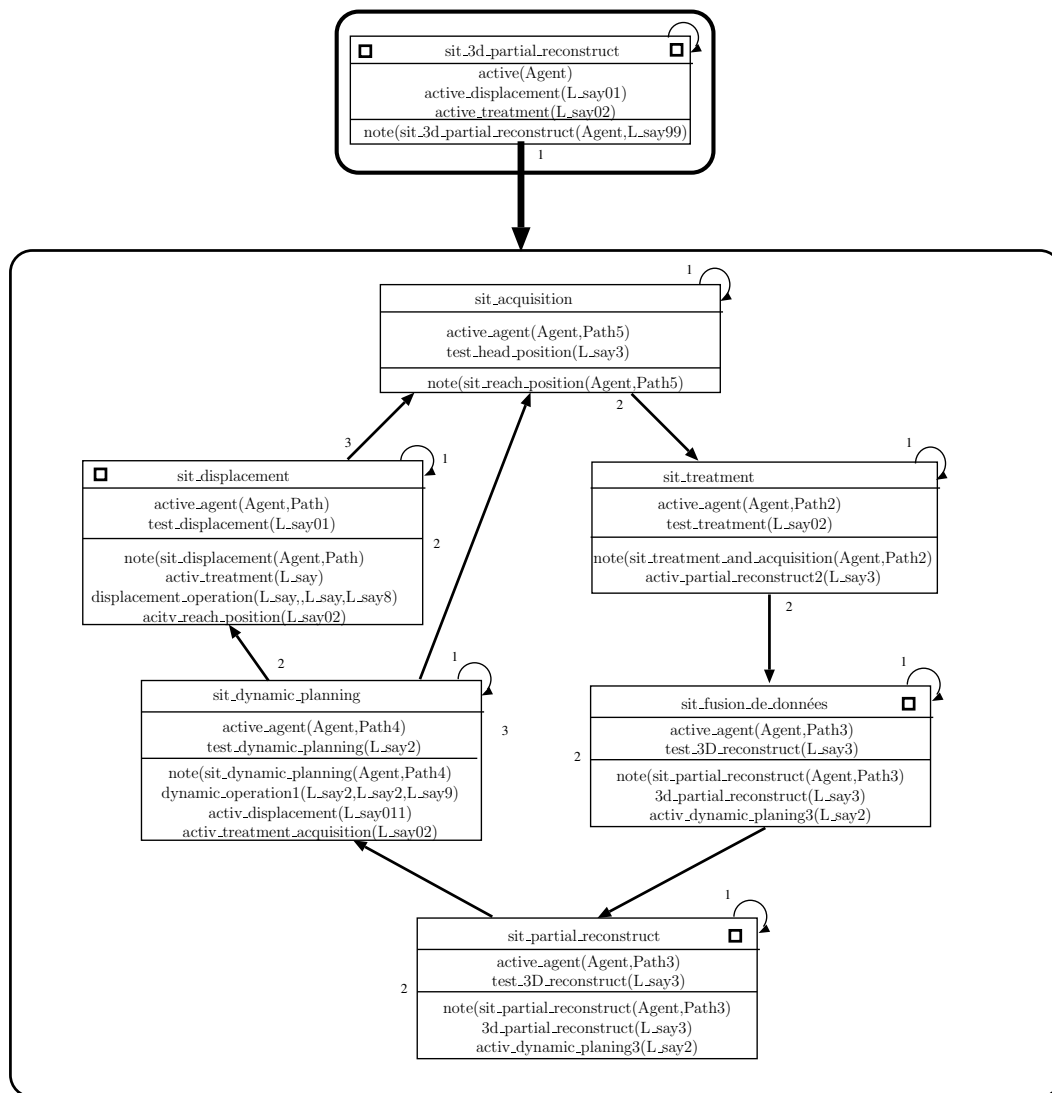 sit_3d_partial_reconstruct
active(Agent)
active_displacement(L_say01)
active_treatment(L_say02)
note(sit_3d_partial_reconstruct(Agent,L_say99)
1
1
sit_acquisition
active_agent(Agent,Path5)
test_head_position(L_say3)
note(sit_reach_position(Agent,Path5)
2
3
1
sit_displacement
active_agent(Agent,Path)
test_displacement(L_say01)
2
note(sit_displacement(Agent,Path)
activ_treatment(L_say)
displacement_operation(L_say,,L_say,L_say8)
acitv_reach_position(L_say02)
1
sit_treatment
active_agent(Agent,Path2)
test_treatment(L_say02)
note(sit_treatment_and_acquisition(Agent,Path2)
activ_partial_reconstruct2(L_say3)
2
2
1
sit_dynamic_planning
active_agent(Agent,Path4)
test_dynamic_planning(L_say2)
3
note(sit_dynamic_planning(Agent,Path4)
dynamic_operation1(L_say2,L_say2,L_say9)
activ_displacement(L_say011)
activ_treatment_acquisition(L_say02)
1
sit_fusion_de_données
active_agent(Agent,Path3)
test_3D_reconstruct(L_say3)
2
note(sit_partial_reconstruct(Agent,Path3)
3d_partial_reconstruct(L_say3)
activ_dynamic_planing3(L_say2)
1
sit_partial_reconstruct
active_agent(Agent,Path3)
test_3D_reconstruct(L_say3)
2
note(sit_partial_reconstruct(Agent,Path3)
3d_partial_reconstruct(L_say3)
activ_dynamic_planing3(L_say2)